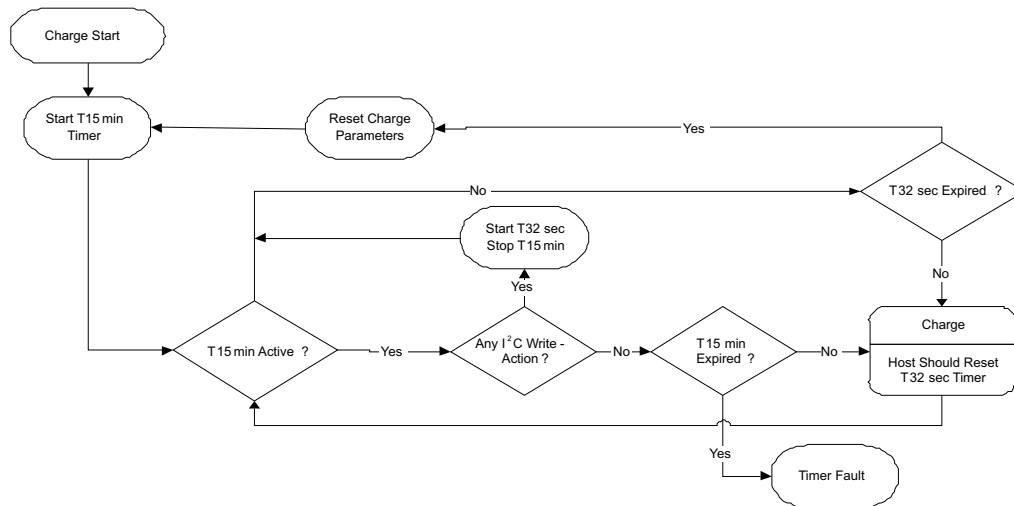 Charge Start
Start T15 min
Timer
Reset Charge
Parameters
Yes
T32 sec Expired ?
No
Start T32 sec
Stop T15 min
No
Yes
T15 min Active ?
Yes
Any I²C Write -
Action ?
No
T15 min
Expired ?
No
Charge
Host Should Reset
T32 sec Timer
Yes
Timer Fault